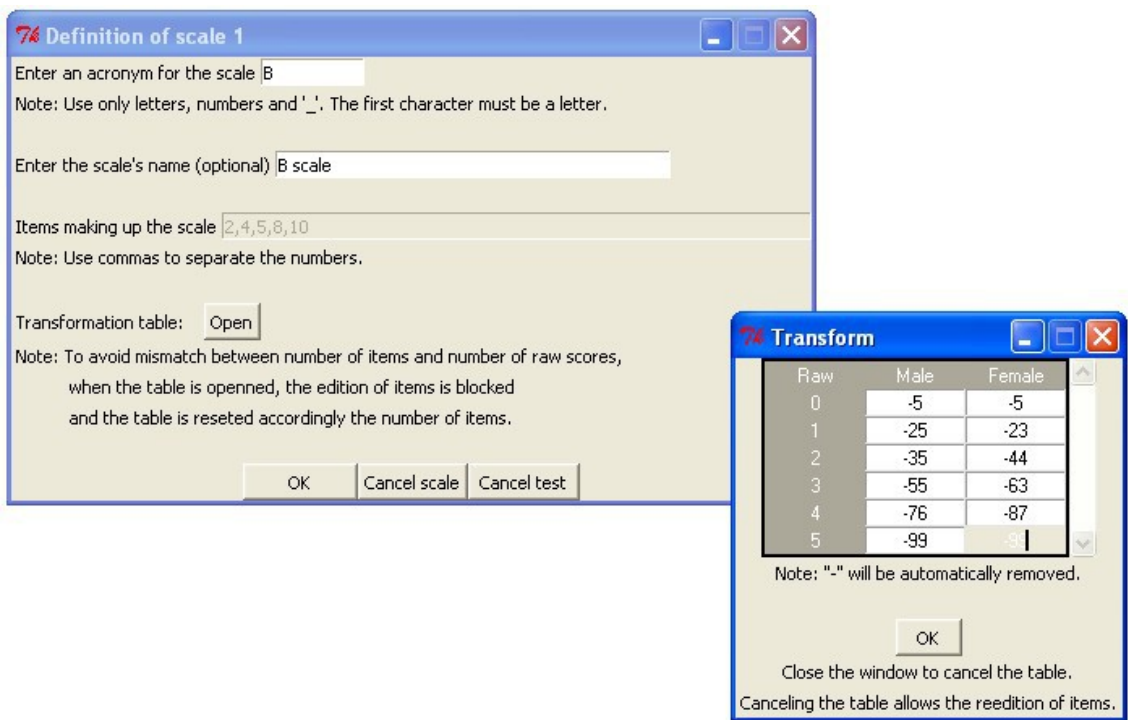 Definition of scale 1
Enter an acronym for the scale B
Note: Use only letters, numbers and '_'. The first character must be a letter.
Enter the scale's name (optional) B scale
Items making up the scale 2,4,5,8,10
Note: Use commas to separate the numbers.
Transformation table: Open
Note: To avoid mismatch between number of items and number of raw scores,
when the table is openned, the edition of items is blocked
and the table is reseted accordingly the number of items.
OK Cancel scale Cancel test
Transform
Raw Male Female
0 -5 -5
1 -25 -23
2 -35 -44
3 -55 -63
4 -76 -87
5 -99
Note: "-" will be automatically removed.
OK
Close the window to cancel the table.
Canceling the table allows the reedition of items.